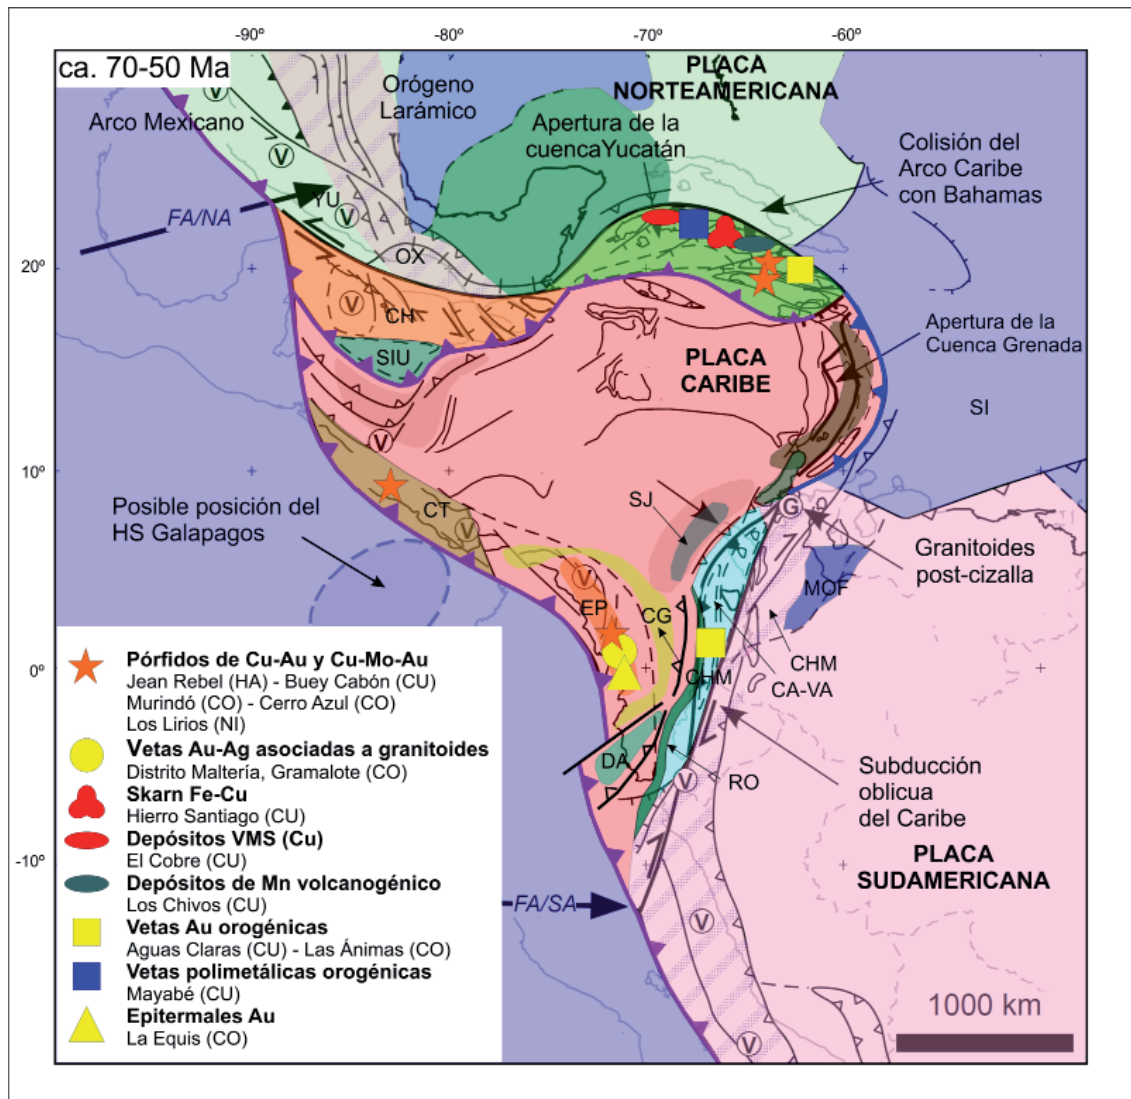 -90º
-80º
-70º
-60º
ca. 70-50 Ma
Arco Mexicano
Orógeno
Larámico
PLACA
NORTEAMERICANA
Apertura de la
cuencaYucatán
Colisión del
Arco Caribe
con Bahamas
V
V
YU
V
FA/NA
OX
20º
V
CH
SIU
PLACA
CARIBE
Apertura de la
Cuenca Grenada
SI
V
10º
CT
V
SJ
G
Posible posición del
HS Galapagos
Granitoides
post-cizalla
MOF
V
EP
CG
CHM
CHM
CA-VA
0º
DA
RO
V
Subducción
oblicua
del Caribe
-10º
PLACA
SUDAMERICANA
FA/SA
V
V
1000 km
Pórfidos de Cu-Au y Cu-Mo-Au
Jean Rebel (HA) - Buey Cabón (CU)
Murindó (CO) - Cerro Azul (CO)
Los Lirios (NI)
Vetas Au-Ag asociadas a granitoides
Distrito Maltería, Gramalote (CO)
Skarn Fe-Cu
Hierro Santiago (CU)
Depósitos VMS (Cu)
El Cobre (CU)
Depósitos de Mn volcanogénico
Los Chivos (CU)
Vetas Au orogénicas
Aguas Claras (CU) - Las Ánimas (CO)
Vetas polimetálicas orogénicas
Mayabé (CU)
Epitermales Au
La Equis (CO)